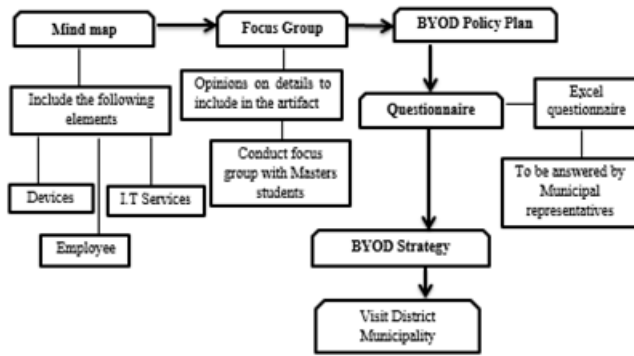 Mind map
Focus Group
BYOD Policy Plan
Include the following
elements
Opinions on details to
include in the artifact
Questionnaire
Excel
questionnaire
Conduct focus
group with Masters
students
To be answered by
Municipal
representatives
Devices
I.T Services
Employee
BYOD Strategy
Visit District
Municipality